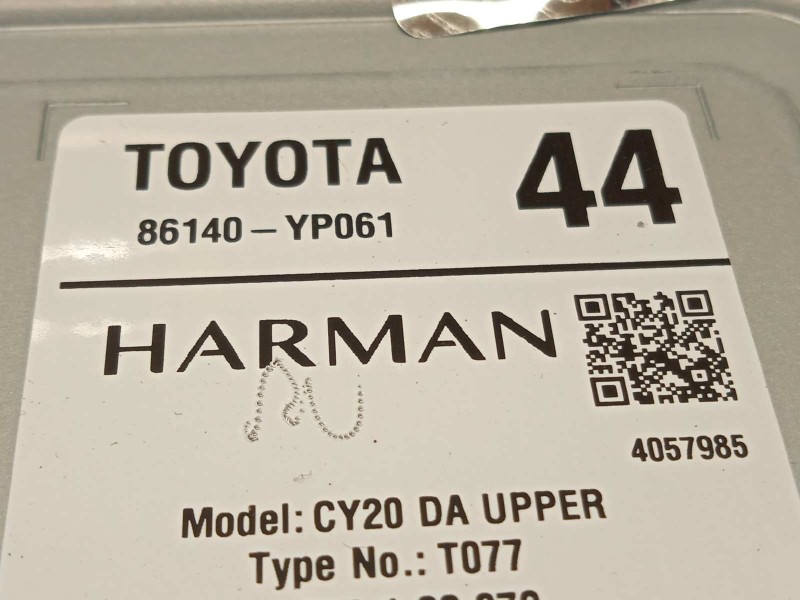 TOYOTA
44
86140-YP061
HARMAN
4057985
Model: CY20 DA UPPER
Type No.: T077